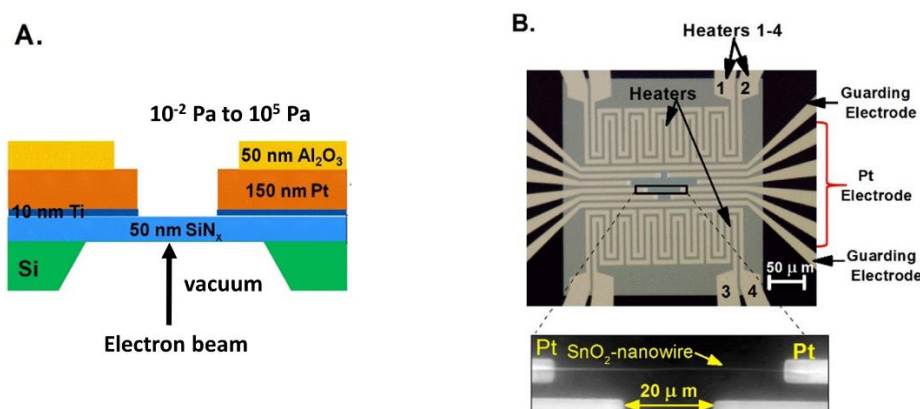 A.
10⁻² Pa to 10⁵ Pa
50 nm Al₂O₃
150 nm Pt
10 nm Ti
50 nm SiNₓ
Si
vacuum
Electron beam
B.
Heaters 1-4
1 2
Heaters
Guarding
Electrode
Pt
Electrode
Guarding
Electrode
50 μm
3 4
Pt
SnO₂-nanowire
Pt
20 μm